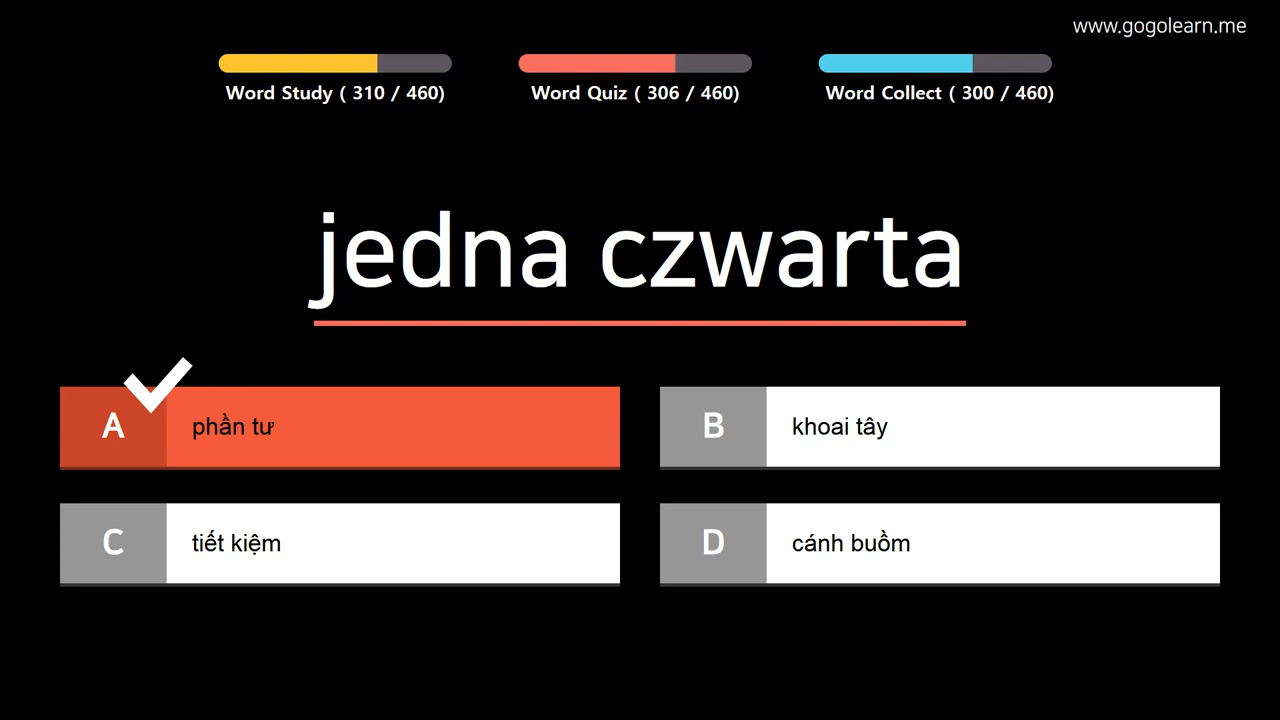 www.gogolearn.me
Word Study ( 310 / 460)
Word Quiz ( 306 / 460)
Word Collect ( 300 / 460)
jedna czwarta
A phần tư
B khoai tây
C tiết kiệm
D cánh buồm